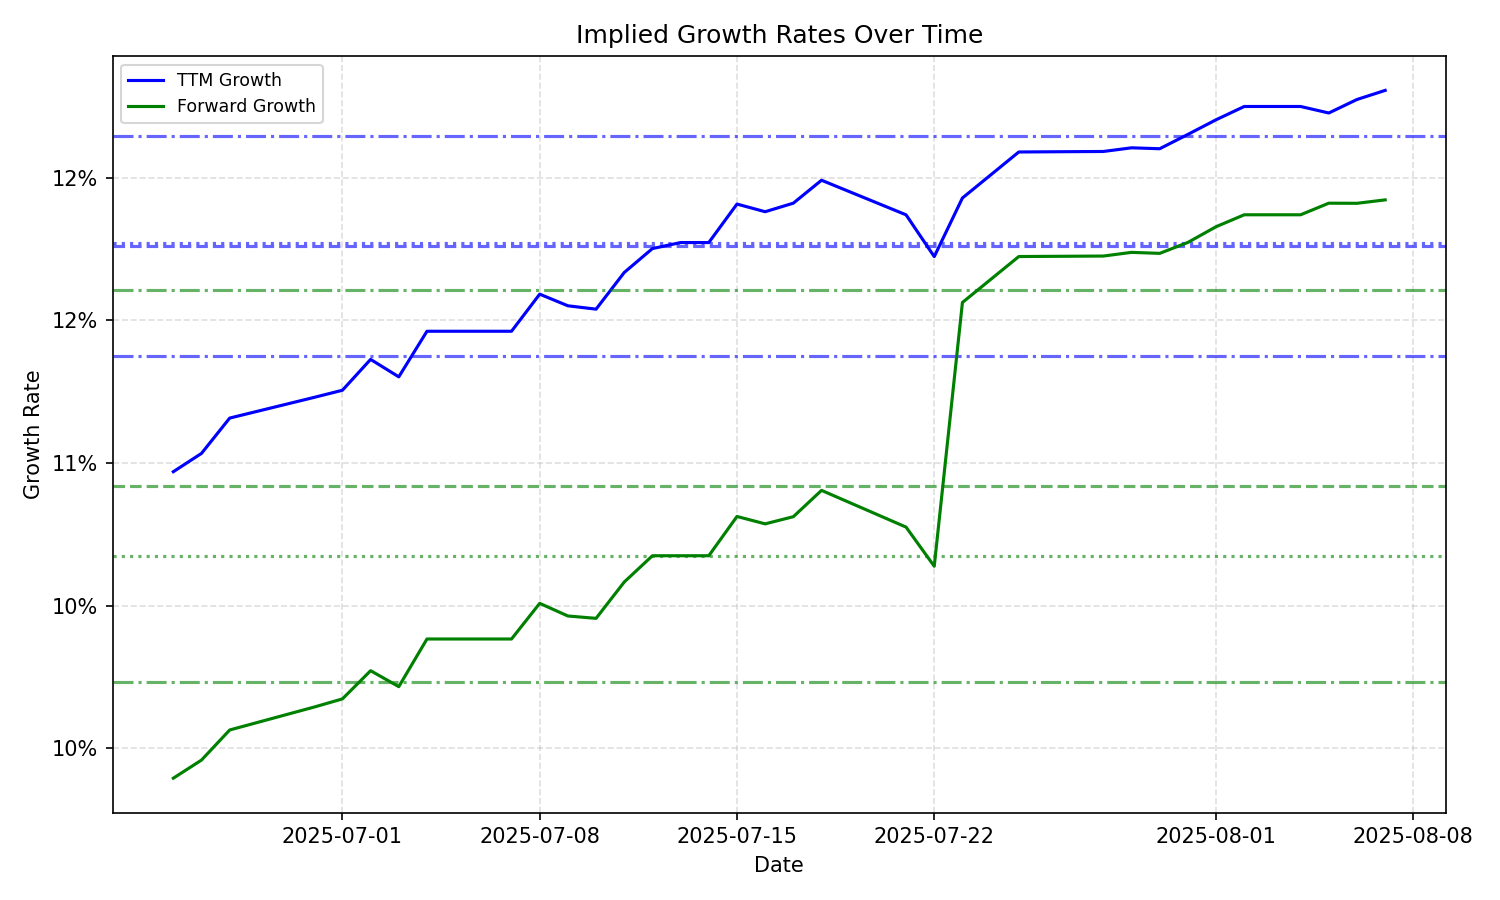 Implied Growth Rates Over Time
TTM Growth
Forward Growth
12%
12%
11%
10%
10%
Growth Rate
2025-07-01
2025-07-08
2025-07-15
2025-07-22
2025-08-01
2025-08-08
Date